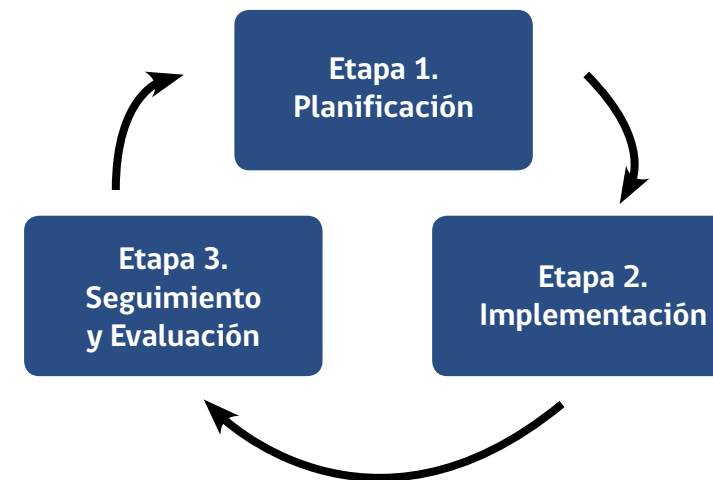 Etapa 1.
Planificación
Etapa 2.
Implementación
Etapa 3.
Seguimiento
y Evaluación